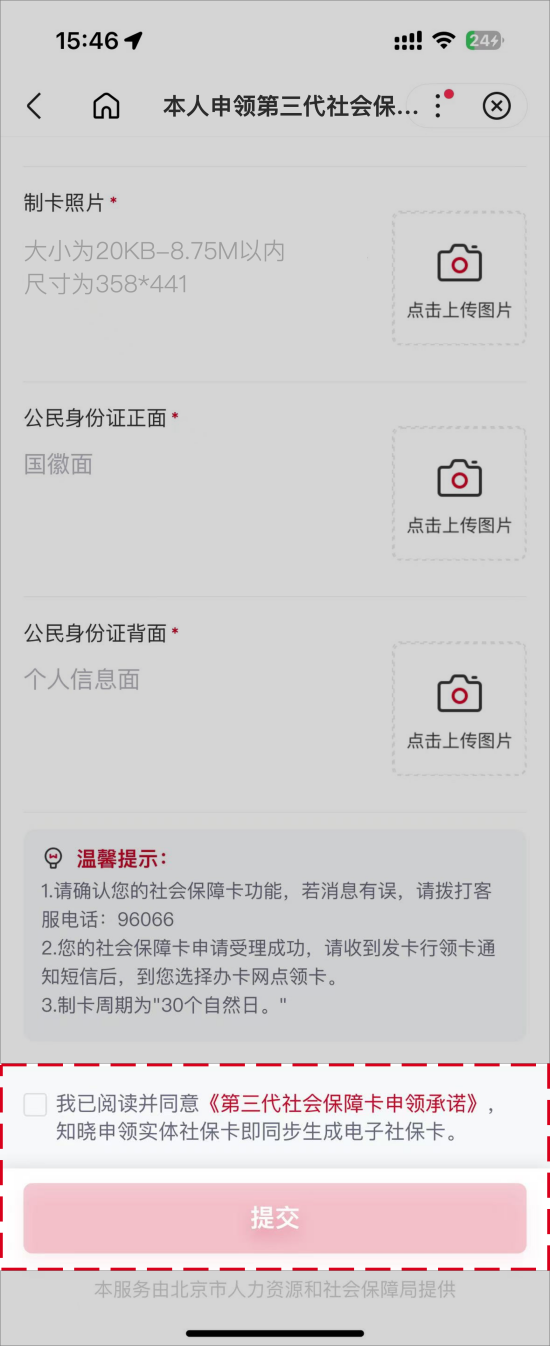 15:46
24
本人申领第三代社会保...
制卡照片*
大小为20KB-8.75M以内
尺寸为358*441
点击上传图片
公民身份证正面*
国徽面
点击上传图片
公民身份证背面*
个人信息面
点击上传图片
温馨提示：
1.请确认您的社会保障卡功能，若消息有误，请拨打客
服电话：96066
2.您的社会保障卡申请受理成功，请收到发卡行领卡通
知短信后，到您选择办卡网点领卡。
3.制卡周期为"30个自然日。"
我已阅读并同意《第三代社会保障卡申领承诺》，
知晓申领实体社保卡即同步生成电子社保卡。
提交
本服务由北京市人力资源和社会保障局提供